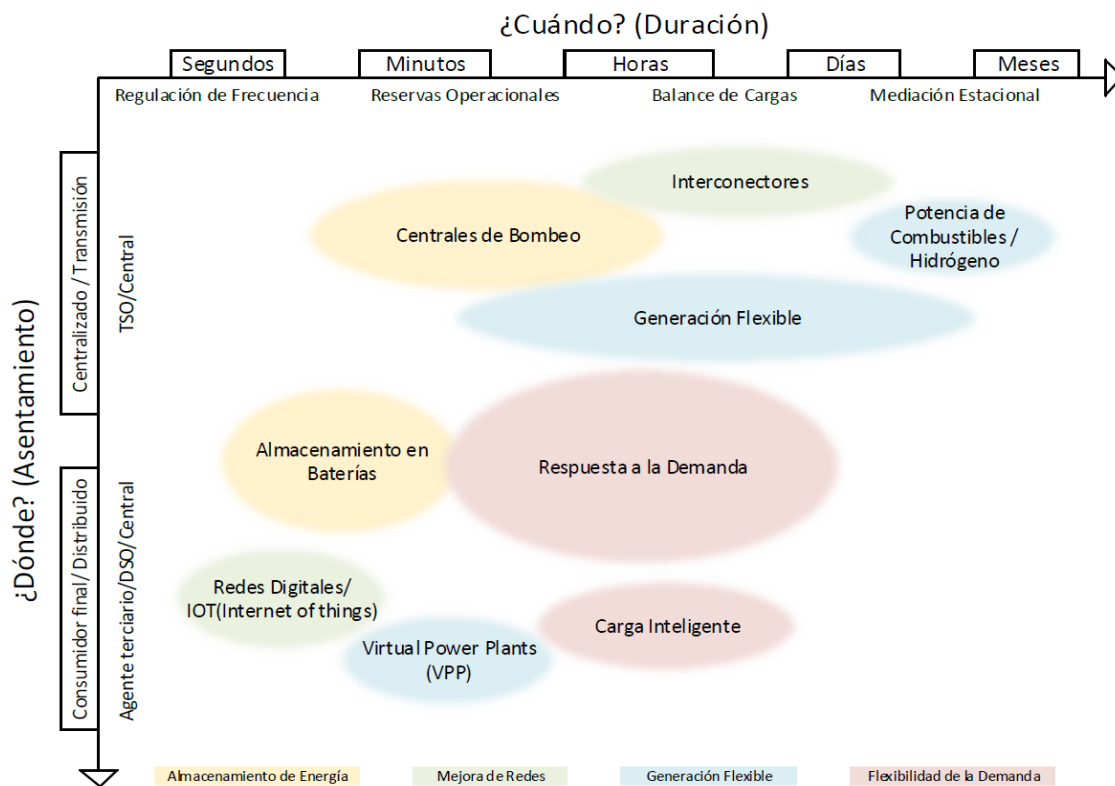 ¿Cuándo? (Duración)
Segundos
Minutos
Horas
Días
Meses
Regulación de Frecuencia
Reservas Operacionales
Balance de Cargas
Mediación Estacional
¿Dónde? (Asentamiento)
Centralizado / Transmisión
TSO/Central
Consumidor final/ Distribuido
Agente terciario/DSO/Central
Interconectores
Centrales de Bombeo
Potencia de
Combustibles /
Hidrógeno
Generación Flexible
Almacenamiento en
Baterías
Respuesta a la Demanda
Redes Digitales/
IOT(Internet of things)
Carga Inteligente
Virtual Power Plants
(VPP)
Almacenamiento de Energía
Mejora de Redes
Generación Flexible
Flexibilidad de la Demanda